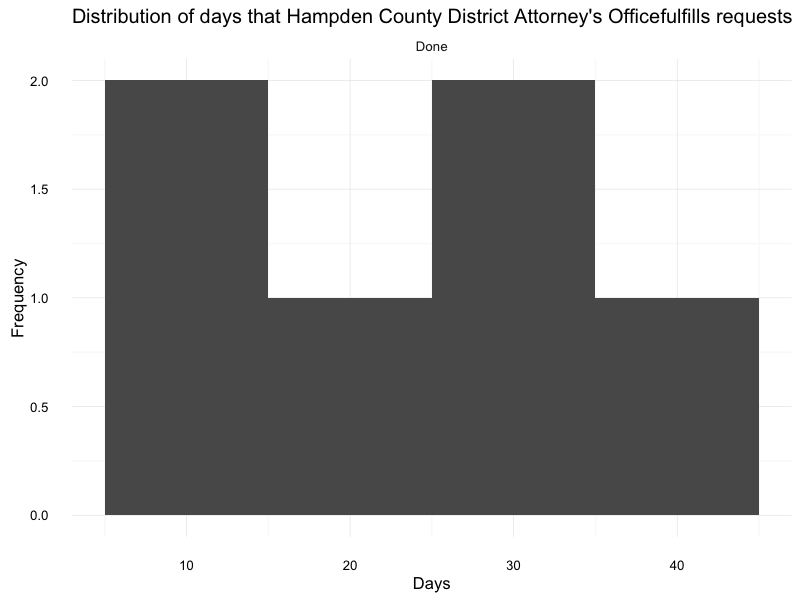 Distribution of days that Hampden County District Attorney's Officefulfills requests
Done
2.0
1.5
1.0
0.5
0.0
Frequency
10 20 30 40
Days